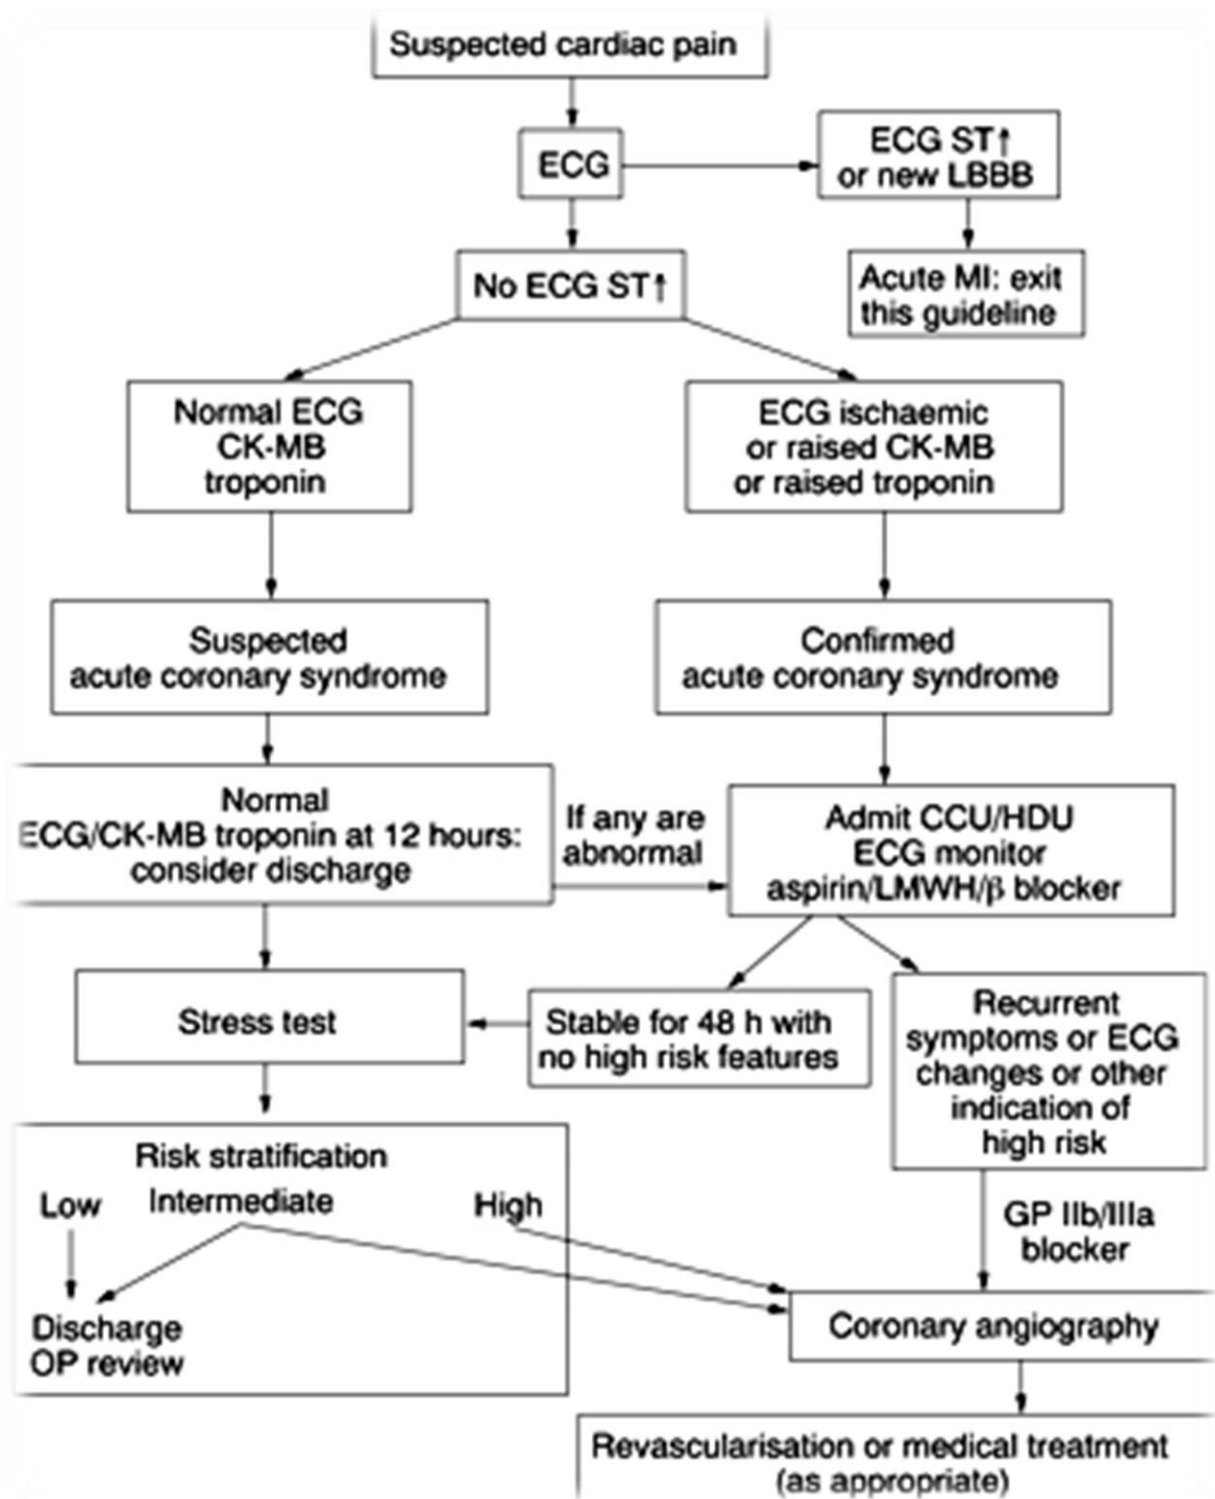 Suspected cardiac pain
ECG
ECG ST↑
or new LBBB
No ECG ST↑
Acute MI: exit
this guideline
Normal ECG
CK-MB
troponin
ECG ischaemic
or raised CK-MB
or raised troponin
Suspected
acute coronary syndrome
Confirmed
acute coronary syndrome
Normal
ECG/CK-MB troponin at 12 hours:
consider discharge
If any are
abnormal
Admit CCU/HDU
ECG monitor
aspirin/LMWH/β blocker
Stress test
Stable for 48 h with
no high risk features
Recurrent
symptoms or ECG
changes or other
indication of
high risk
Risk stratification
Low
Intermediate
High
GP IIb/IIIa
blocker
Discharge
OP review
Coronary angiography
Revascularisation or medical treatment
(as appropriate)